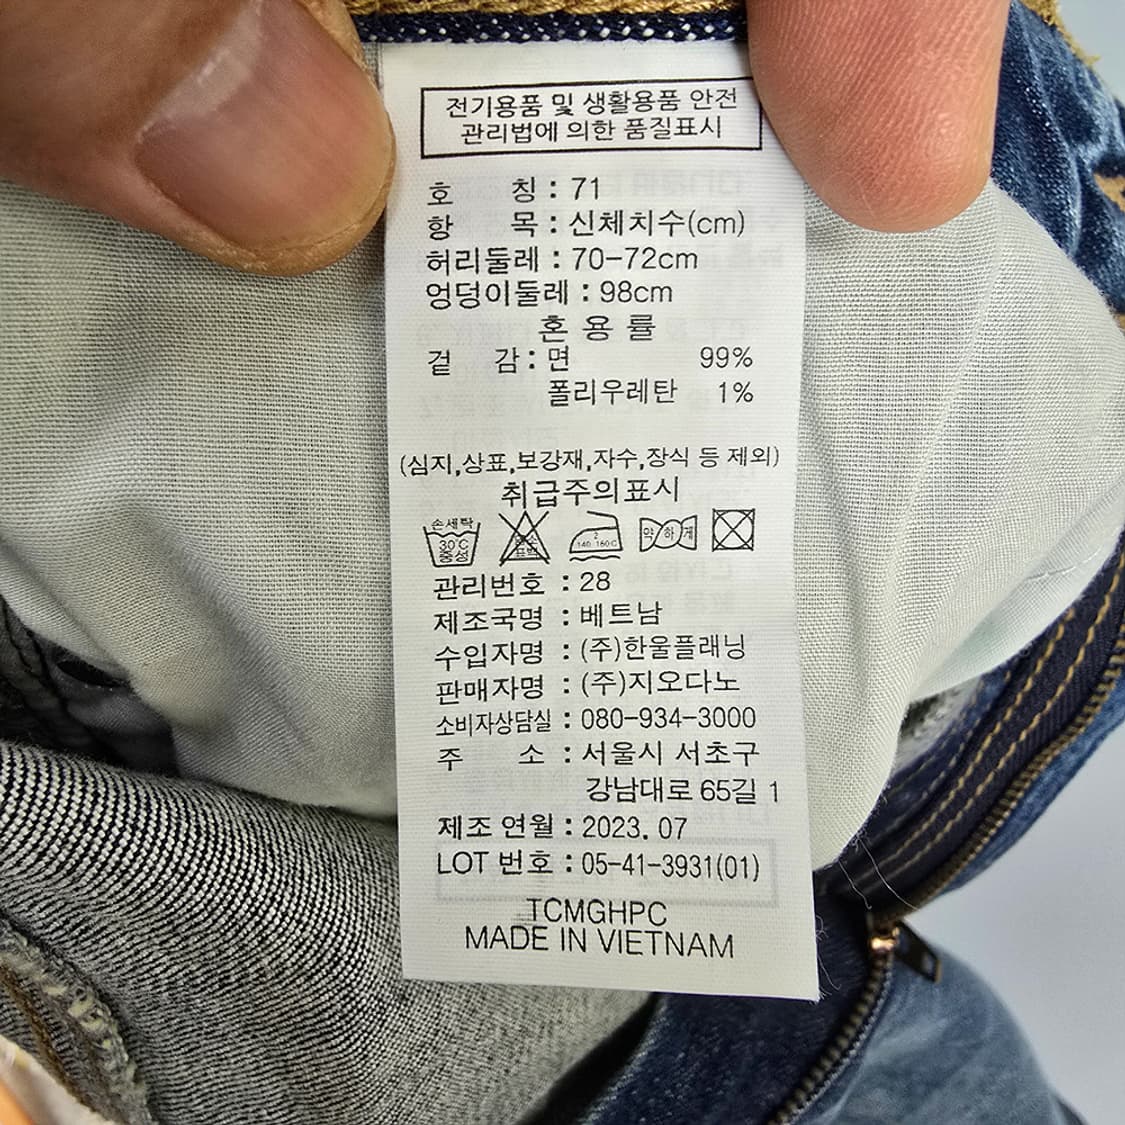 전기용품 및 생활용품 안전
관리법에 의한 품질표시
호 칭 : 71
항 목 : 신체치수(cm)
허리둘레 : 70-72cm
엉덩이둘레 : 98cm
혼 용 률
겉 감 : 면 99%
폴리우레탄 1%
(심지,상표,보강재,자수,장식 등 제외)
취급주의표시
손세탁
30℃
중성
염소
표백
2
140~160℃
약하게
관리번호 : 28
제조국명 : 베트남
수입자명 : (주)한울플래닝
판매자명 : (주)지오다노
소비자상담실 : 080-934-3000
주 소 : 서울시 서초구
강남대로 65길 1
제조 연월 : 2023. 07
LOT 번호 : 05-41-3931(01)
TCMGHPC
MADE IN VIETNAM